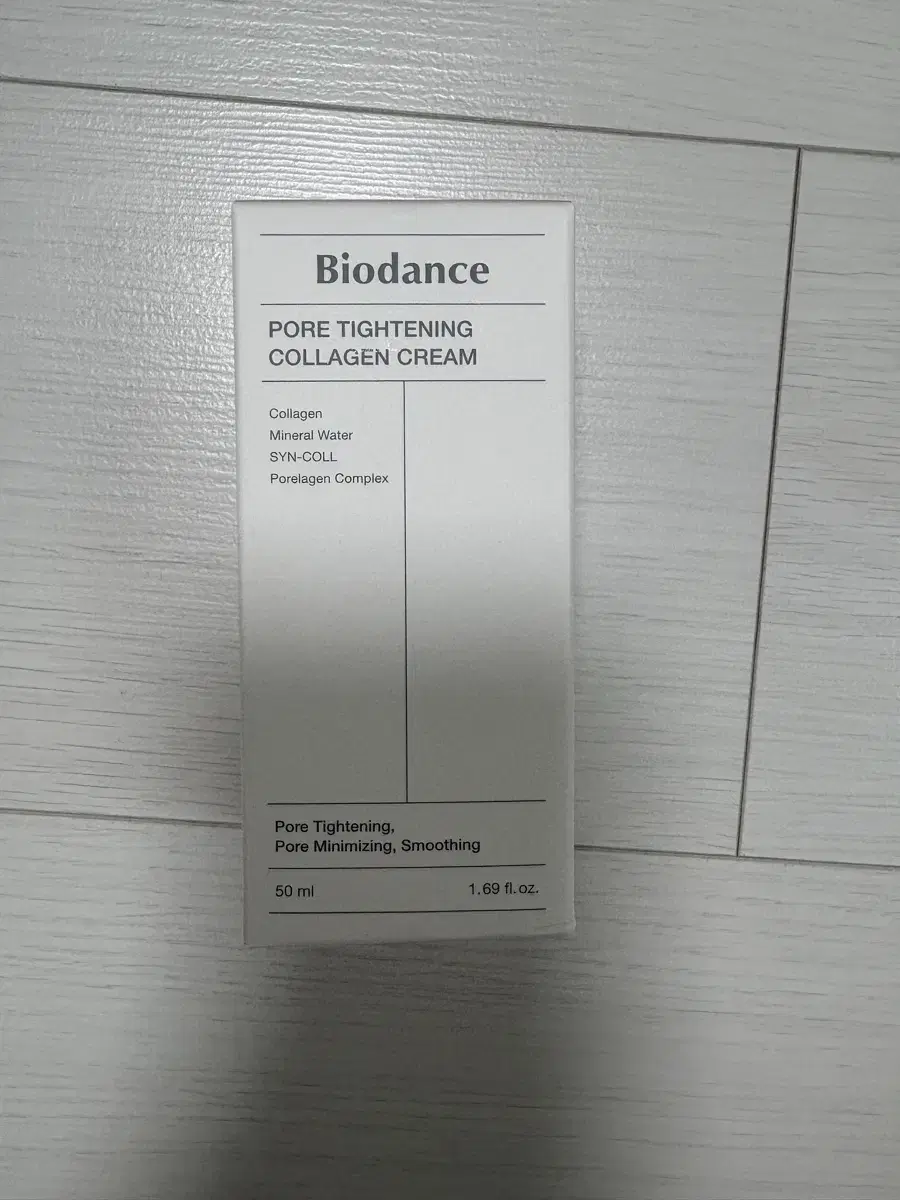 Biodance
PORE TIGHTENING
COLLAGEN CREAM
Collagen
Mineral Water
SYN-COLL
Porelagen Complex
Pore Tightening,
Pore Minimizing, Smoothing
50 ml 1.69 fl.oz.